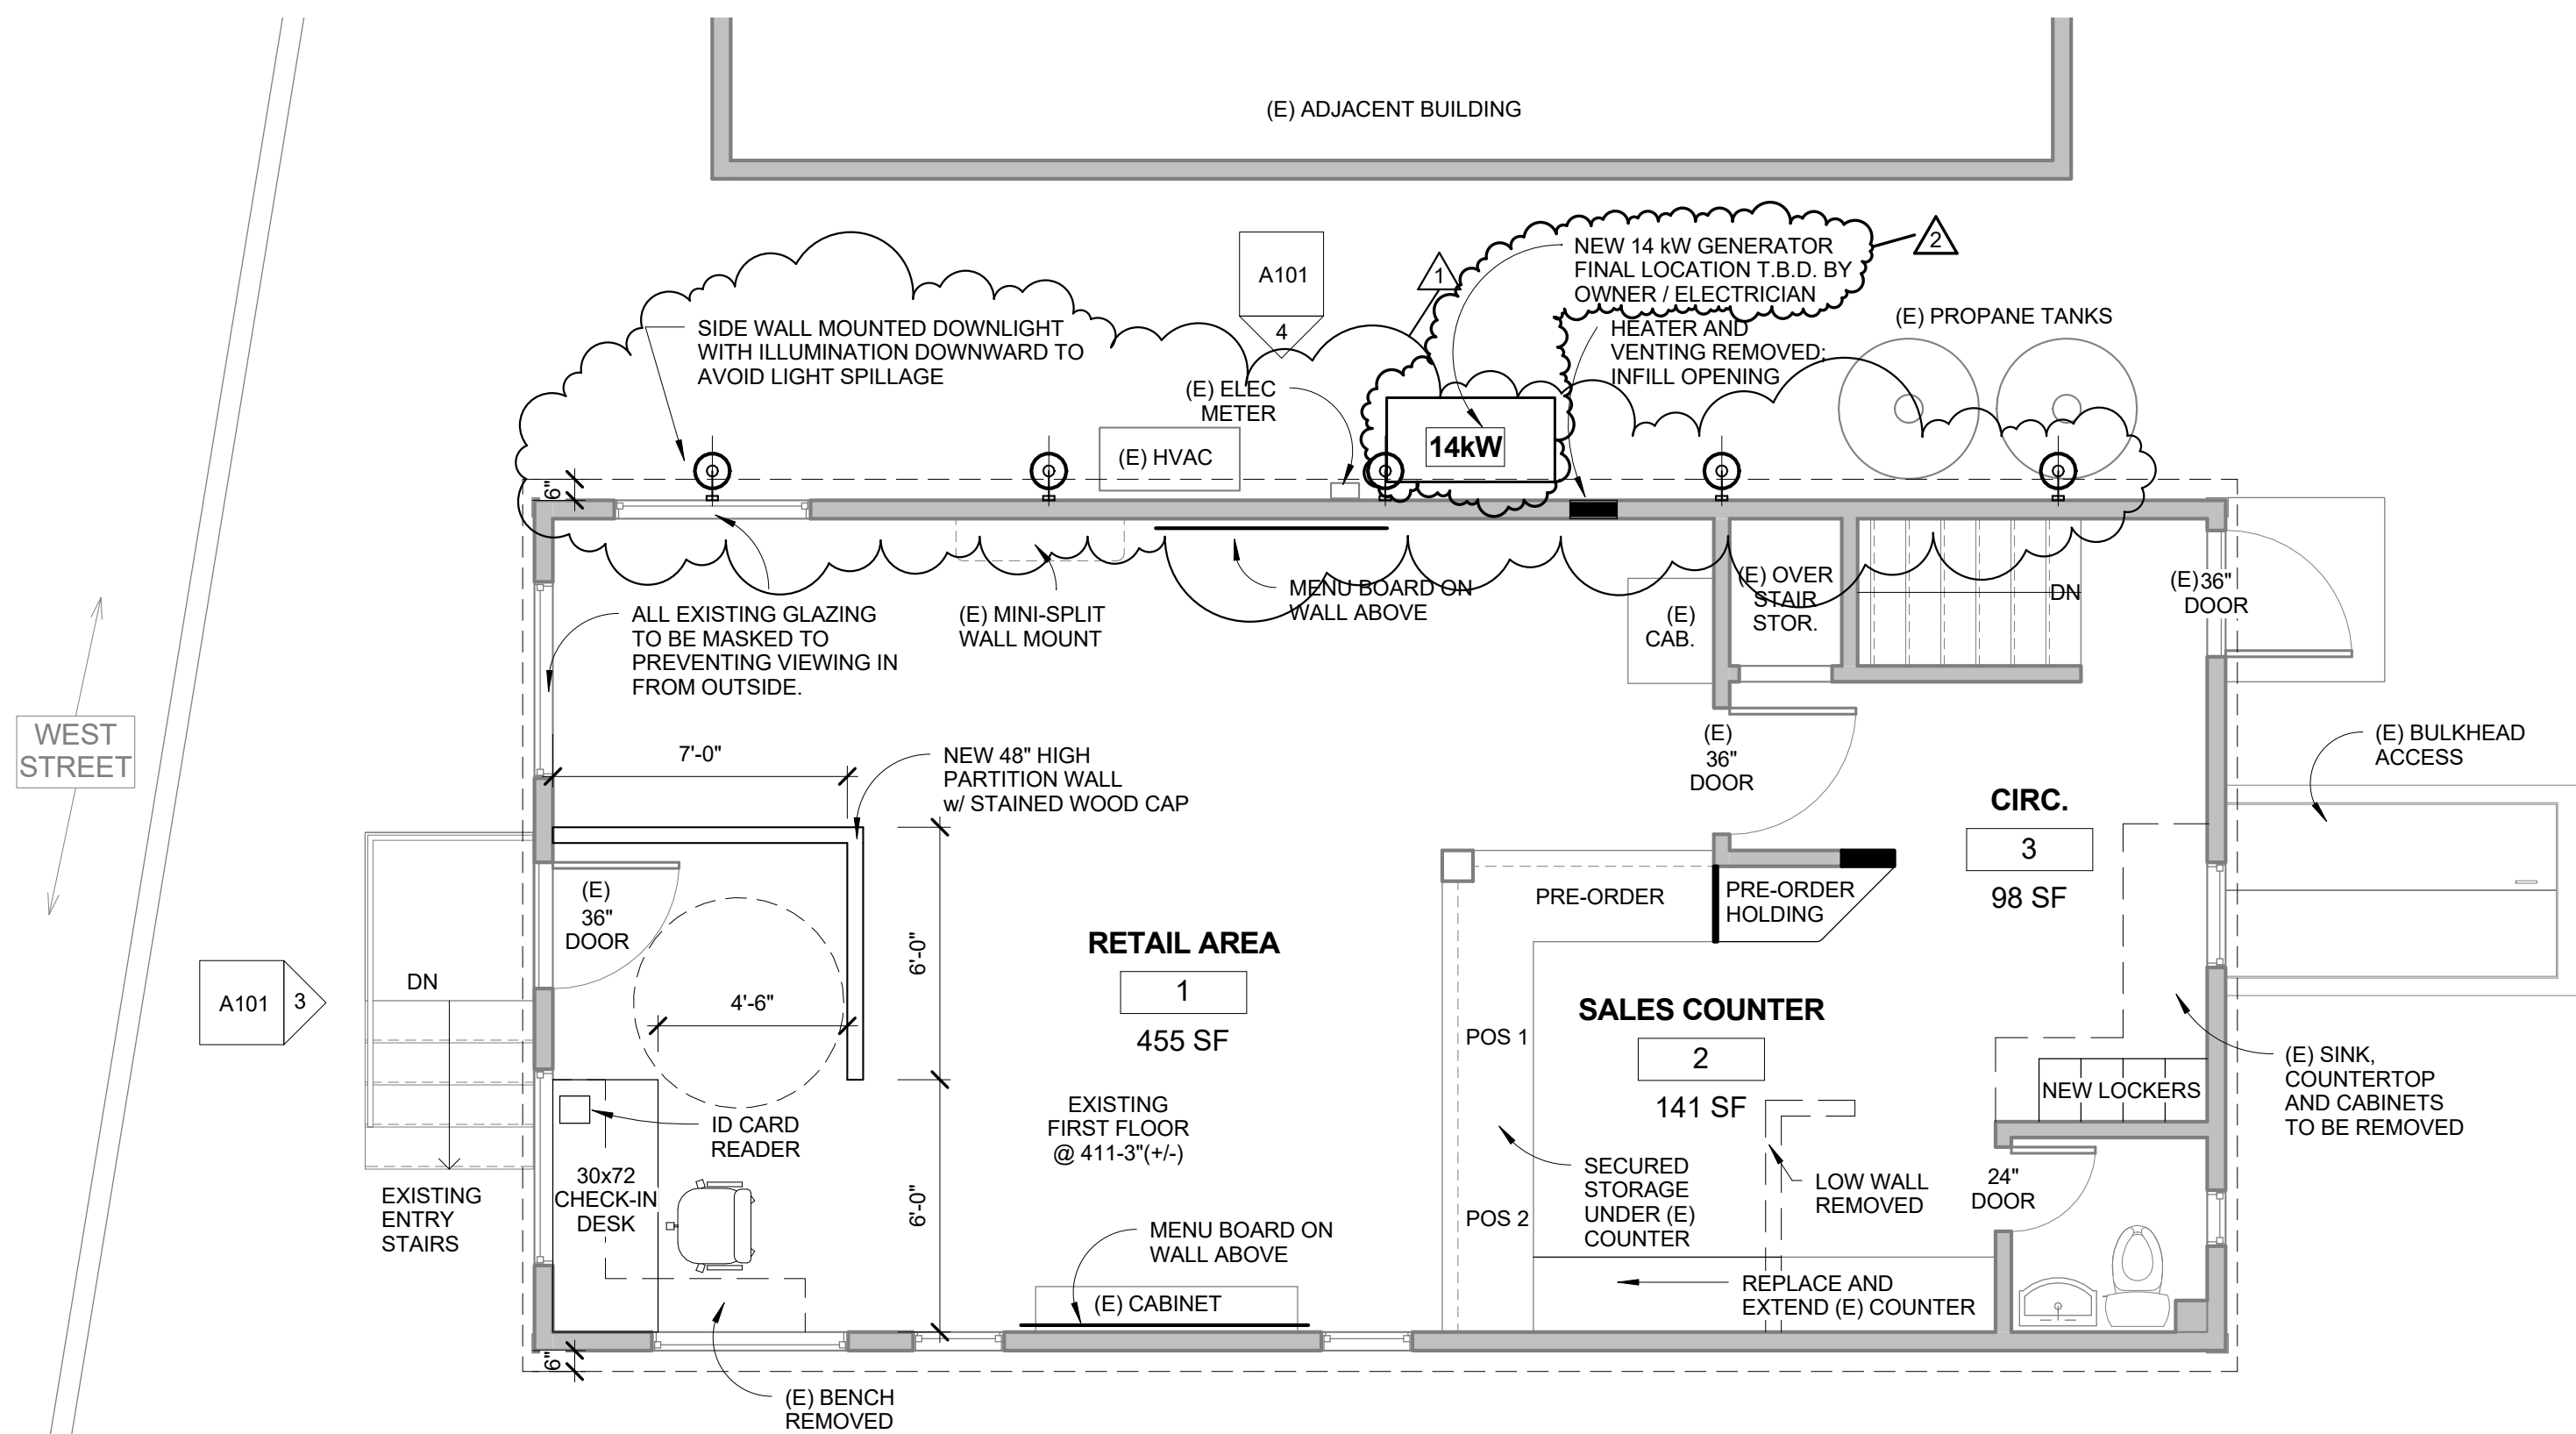 (E) ADJACENT BUILDING
NEW 14 kW GENERATOR
FINAL LOCATION T.B.D. BY
OWNER / ELECTRICIAN
2
1
A101
4
SIDE WALL MOUNTED DOWNLIGHT
WITH ILLUMINATION DOWNWARD TO
AVOID LIGHT SPILLAGE
HEATER AND
VENTING REMOVED;
INFILL OPENING
(E) PROPANE TANKS
(E) ELEC
METER
(E) HVAC
14kW
6"
ALL EXISTING GLAZING
TO BE MASKED TO
PREVENTING VIEWING IN
FROM OUTSIDE.
(E) MINI-SPLIT
WALL MOUNT
MENU BOARD ON
WALL ABOVE
(E)
CAB.
(E) OVER
STAIR
STOR.
DN
(E)36"
DOOR
WEST
STREET
7'-0"
NEW 48" HIGH
PARTITION WALL
w/ STAINED WOOD CAP
(E)
36"
DOOR
(E) BULKHEAD
ACCESS
CIRC.
3
98 SF
(E)
36"
DOOR
PRE-ORDER
PRE-ORDER
HOLDING
6'-0"
RETAIL AREA
1
455 SF
DN
A101
3
4'-6"
SALES COUNTER
2
141 SF
POS 1
(E) SINK,
COUNTERTOP
AND CABINETS
TO BE REMOVED
NEW LOCKERS
EXISTING
FIRST FLOOR
@ 411-3"(+/-)
ID CARD
READER
30x72
CHECK-IN
DESK
EXISTING
ENTRY
STAIRS
6'-0"
SECURED
STORAGE
UNDER (E)
COUNTER
LOW WALL
REMOVED
24"
DOOR
POS 2
MENU BOARD ON
WALL ABOVE
REPLACE AND
EXTEND (E) COUNTER
(E) CABINET
6"
(E) BENCH
REMOVED